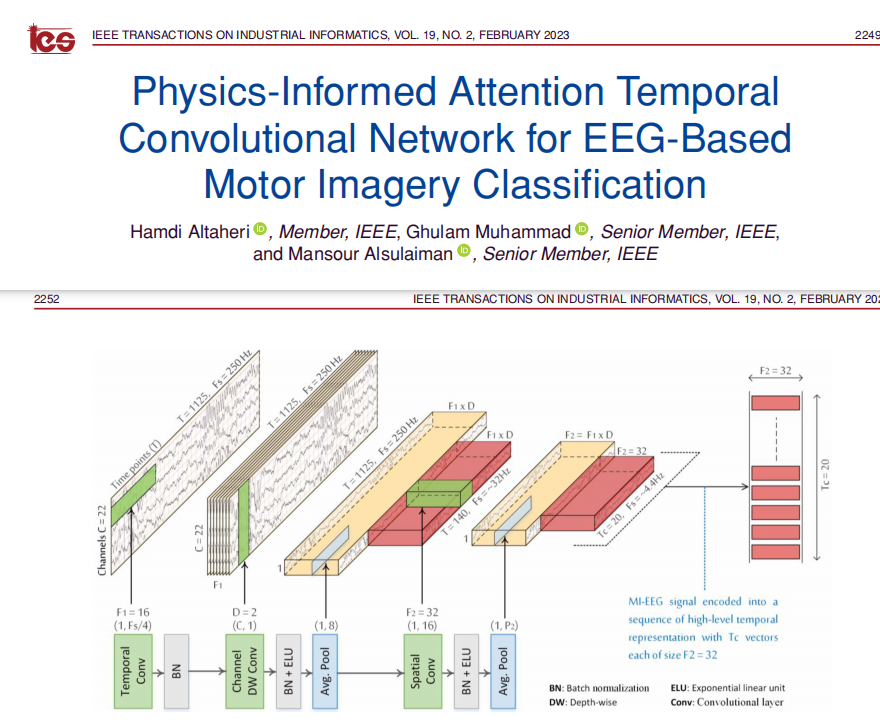 ies IEEE TRANSACTIONS ON INDUSTRIAL INFORMATICS, VOL. 19, NO. 2, FEBRUARY 2023 2249
Physics-Informed Attention Temporal
Convolutional Network for EEG-Based
Motor Imagery Classification
Hamdi Altaheri iD, Member, IEEE, Ghulam Muhammad iD, Senior Member, IEEE,
and Mansour Alsulaiman iD, Senior Member, IEEE
2252 IEEE TRANSACTIONS ON INDUSTRIAL INFORMATICS, VOL. 19, NO. 2, FEBRUARY 202
Channels C = 22
Time points (T)
T = 1125, Fs = 250 Hz
C = 22
F1
T = 1125, Fs = 250 Hz
1
T = 1125, Fs = 250 Hz
F1 x D
F1 x D
T = 140, Fs = ~32Hz
1
F2 = F1 x D
F2 = 32
Tc = 20, Fs = ~4.4Hz
F2 = 32
Tc = 20
F1 = 16
(1, Fs/4)
D = 2
(C, 1)
(1, 8)
F2 = 32
(1, 16)
(1, P2)
Temporal
Conv
BN
Channel
DW Conv
BN + ELU
Avg. Pool
Spatial
Conv
BN + ELU
Avg. Pool
MI-EEG signal encoded into a
sequence of high-level temporal
representation with Tc vectors
each of size F2 = 32
BN: Batch normalization ELU: Exponential linear unit
DW: Depth-wise Conv: Convolutional layer